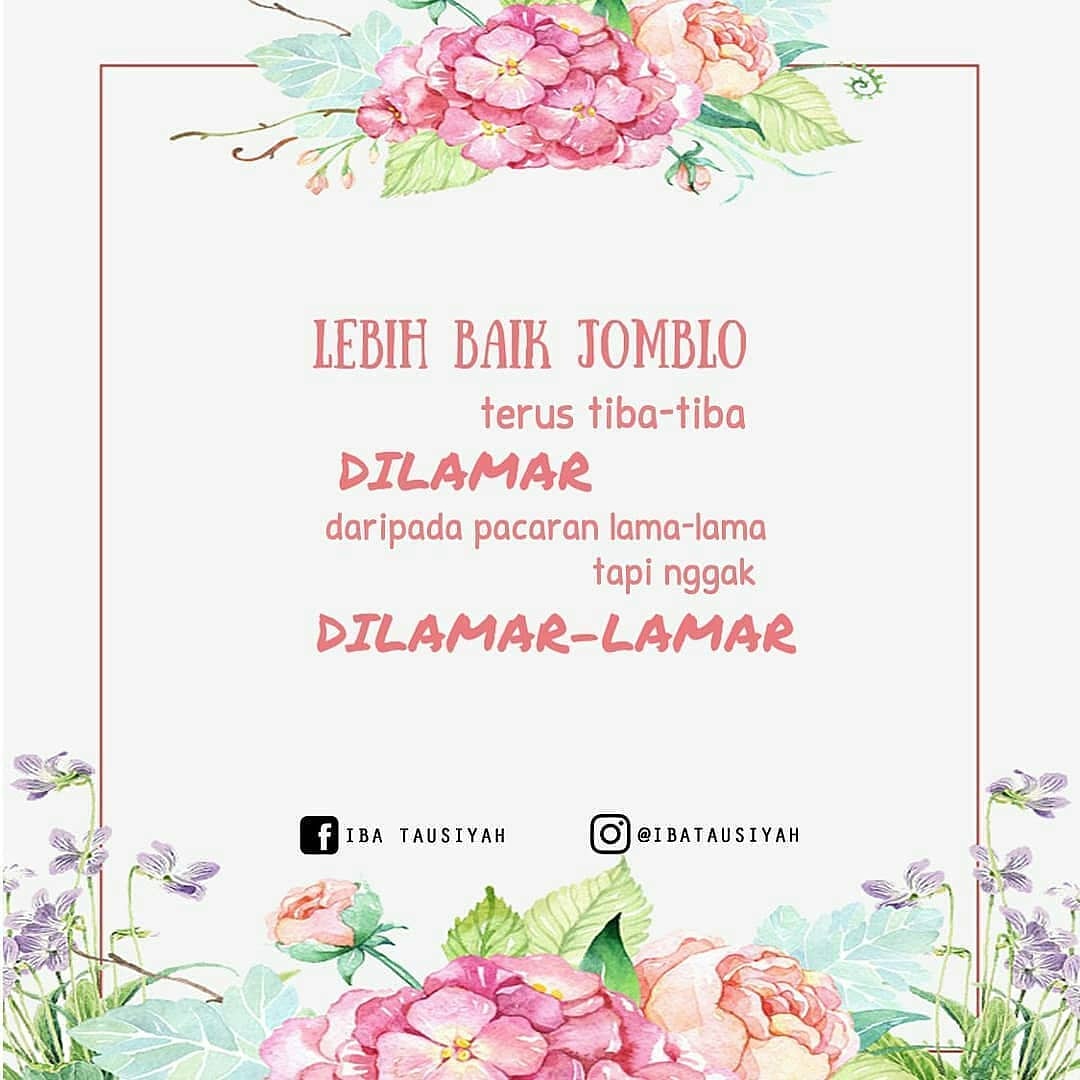 LEBIH BAIK JOMBLO
terus tiba-tiba
DILAMAR
daripada pacaran lama-lama
tapi nggak
DILAMAR-LAMAR
IBA TAUSIYAH
@IBATAUSIYAH